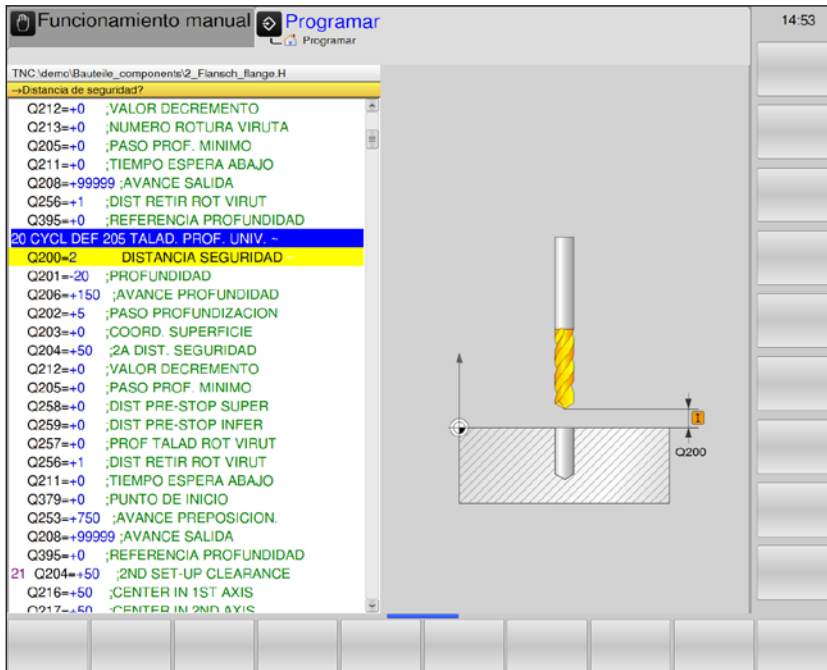 Funcionamiento manual
Programar
Programar
14:53
TNC:\demo\Bauteile_components\2_Flansch_flange.H
→Distancia de seguridad?
Q212=+0 ;VALOR DECREMENTO
Q213=+0 ;NUMERO ROTURA VIRUTA
Q205=+0 ;PASO PROF. MINIMO
Q211=+0 ;TIEMPO ESPERA ABAJO
Q208=+99999 ;AVANCE SALIDA
Q256=+1 ;DIST RETIR ROT VIRUT
Q395=+0 ;REFERENCIA PROFUNDIDAD
20 CYCL DEF 205 TALAD. PROF. UNIV. ~
Q200=2 DISTANCIA SEGURIDAD ~
Q201=-20 ;PROFUNDIDAD
Q206=+150 ;AVANCE PROFUNDIDAD
Q202=+5 ;PASO PROFUNDIZACION
Q203=+0 ;COORD. SUPERFICIE
Q204=+50 ;2A DIST. SEGURIDAD
Q212=+0 ;VALOR DECREMENTO
Q205=+0 ;PASO PROF. MINIMO
Q258=+0 ;DIST PRE-STOP SUPER
Q259=+0 ;DIST PRE-STOP INFER
Q257=+0 ;PROF TALAD ROT VIRUT
Q256=+1 ;DIST RETIR ROT VIRUT
Q211=+0 ;TIEMPO ESPERA ABAJO
Q379=+0 ;PUNTO DE INICIO
Q253=+750 ;AVANCE PREPOSICION.
Q208=+99999 ;AVANCE SALIDA
Q395=+0 ;REFERENCIA PROFUNDIDAD
21 Q204=+50 ;2ND SET-UP CLEARANCE
Q216=+50 ;CENTER IN 1ST AXIS
Q217=+50 ;CENTER IN 2ND AXIS
I
Q200